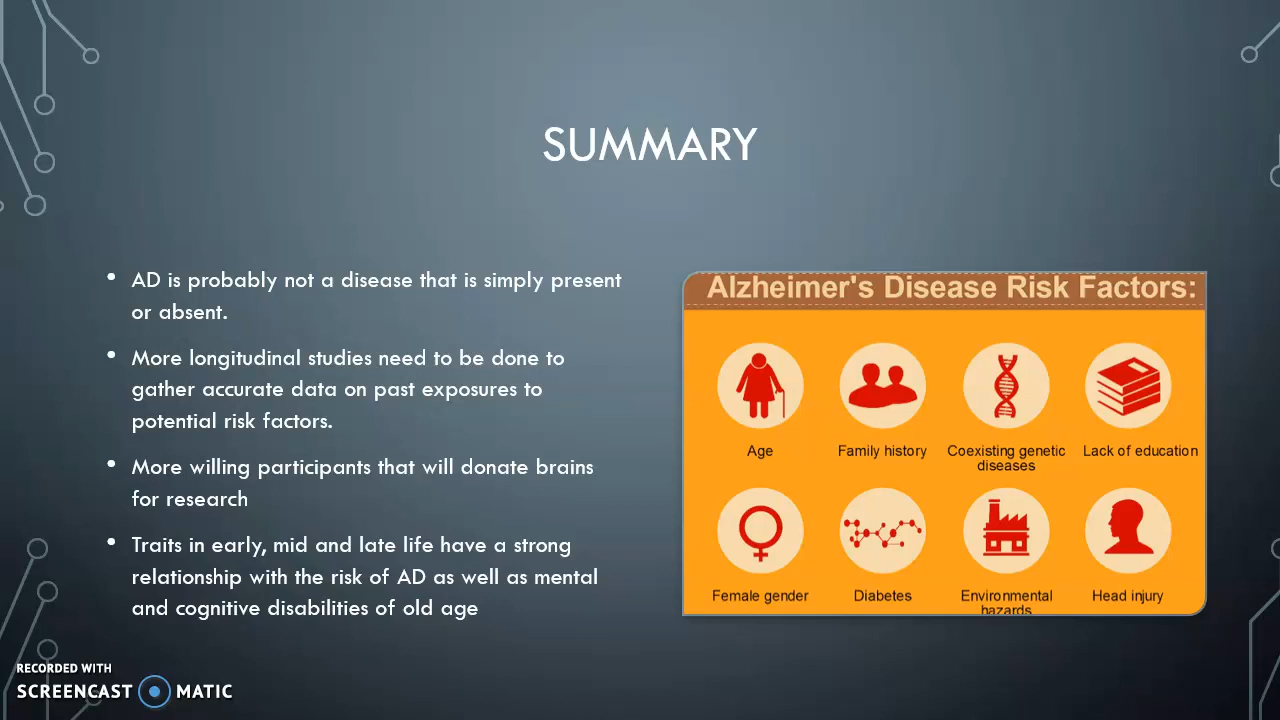 SUMMARY
• AD is probably not a disease that is simply present
or absent.
• More longitudinal studies need to be done to
gather accurate data on past exposures to
potential risk factors.
• More willing participants that will donate brains
for research
• Traits in early, mid and late life have a strong
relationship with the risk of AD as well as mental
and cognitive disabilities of old age
Alzheimer's Disease Risk Factors:
Age
Family history
Coexisting genetic
diseases
Lack of education
Female gender
Diabetes
Environmental
hazards
Head injury
RECORDED WITH
SCREENCAST MATIC